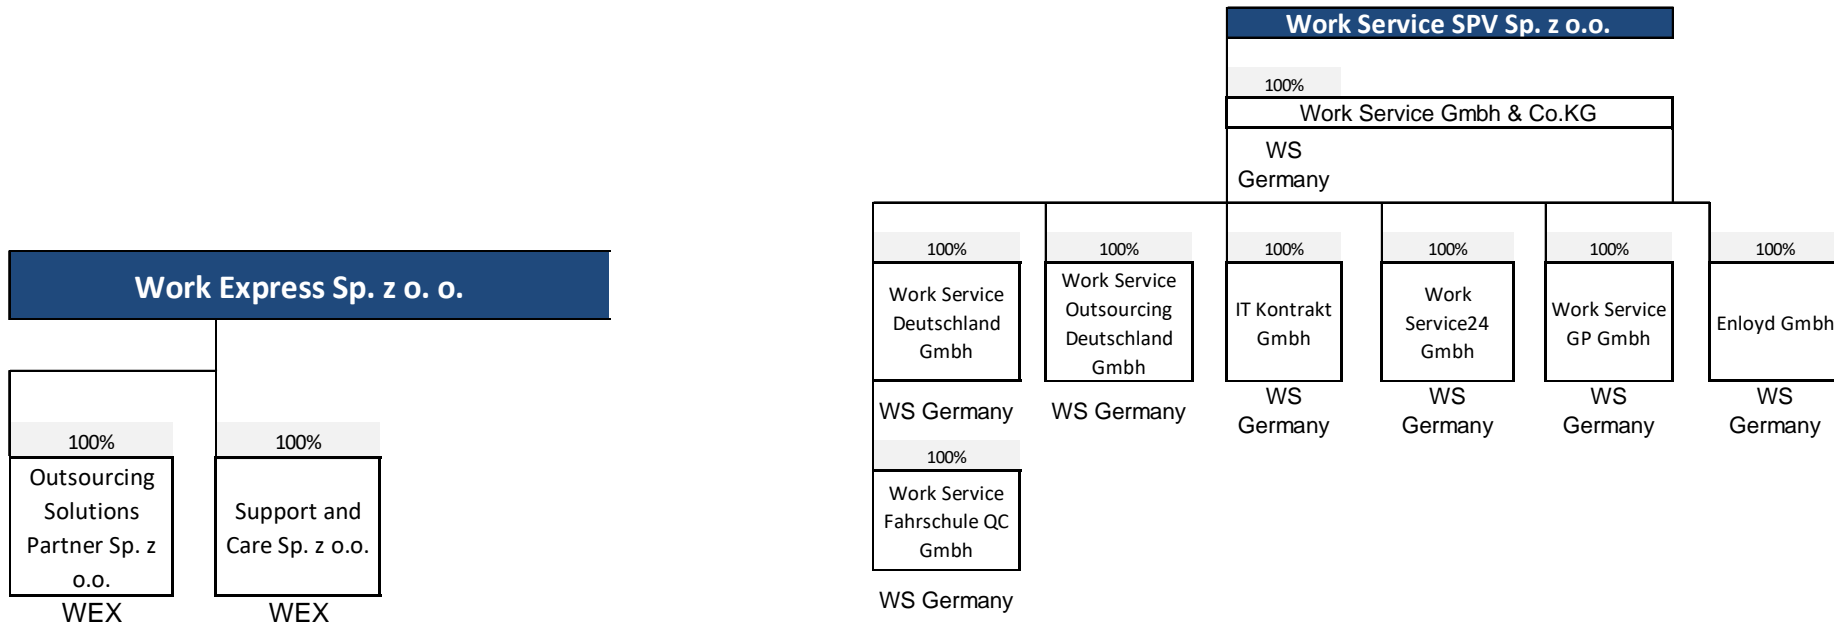 Work Service SPV Sp. z o.o.
100%
Work Service Gmbh & Co.KG
WS
Germany
Work Express Sp. z o. o.
100%
Outsourcing
Solutions
Partner Sp. z
o.o.
WEX
100%
Support and
Care Sp. z o.o.
WEX
100%
Work Service
Deutschland
Gmbh
WS Germany
100%
Work Service
Outsourcing
Deutschland
Gmbh
WS Germany
100%
IT Kontrakt
Gmbh
WS
Germany
100%
Work
Service24
Gmbh
WS
Germany
100%
Work Service
GP Gmbh
WS
Germany
100%
Enloyd Gmbh
WS
Germany
100%
Work Service
Fahrschule QC
Gmbh
WS Germany